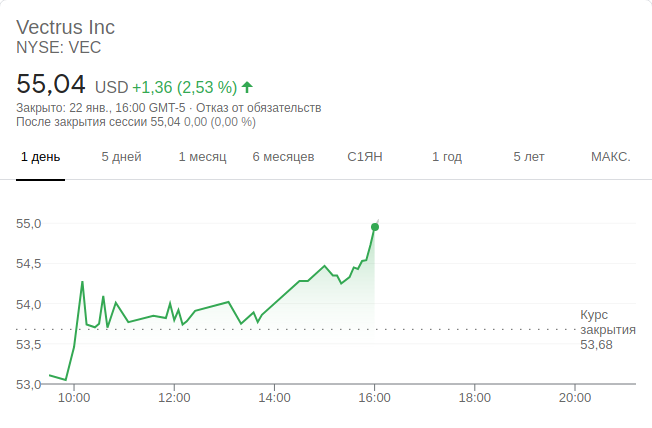 Vectrus Inc
NYSE: VEC
55,04 USD +1,36 (2,53 %)
Закрыто: 22 янв., 16:00 GMT-5 · Отказ от обязательств
После закрытия сессии 55,04 0,00 (0,00 %)
1 день 5 дней 1 месяц 6 месяцев С1ЯН 1 год 5 лет МАКС.
55,0
54,5
54,0
Курс
закрытия
53,68
53,5
53,0
10:00 12:00 14:00 16:00 18:00 20:00